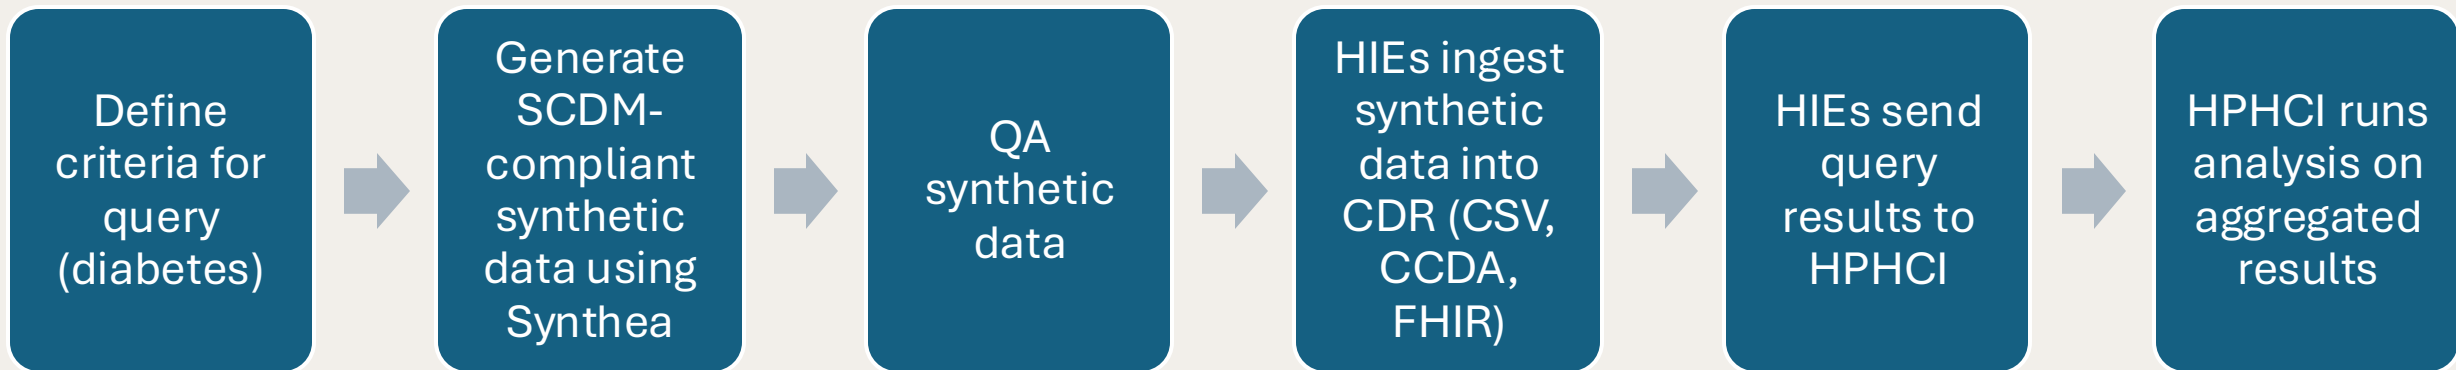 Define
criteria for
query
(diabetes)
Generate
SCDM-
compliant
synthetic
data using
Synthea
QA
synthetic
data
HIEs ingest
synthetic
data into
CDR (CSV,
CCDA,
FHIR)
HIEs send
query
results to
HPHCI
HPHCI runs
analysis on
aggregated
results